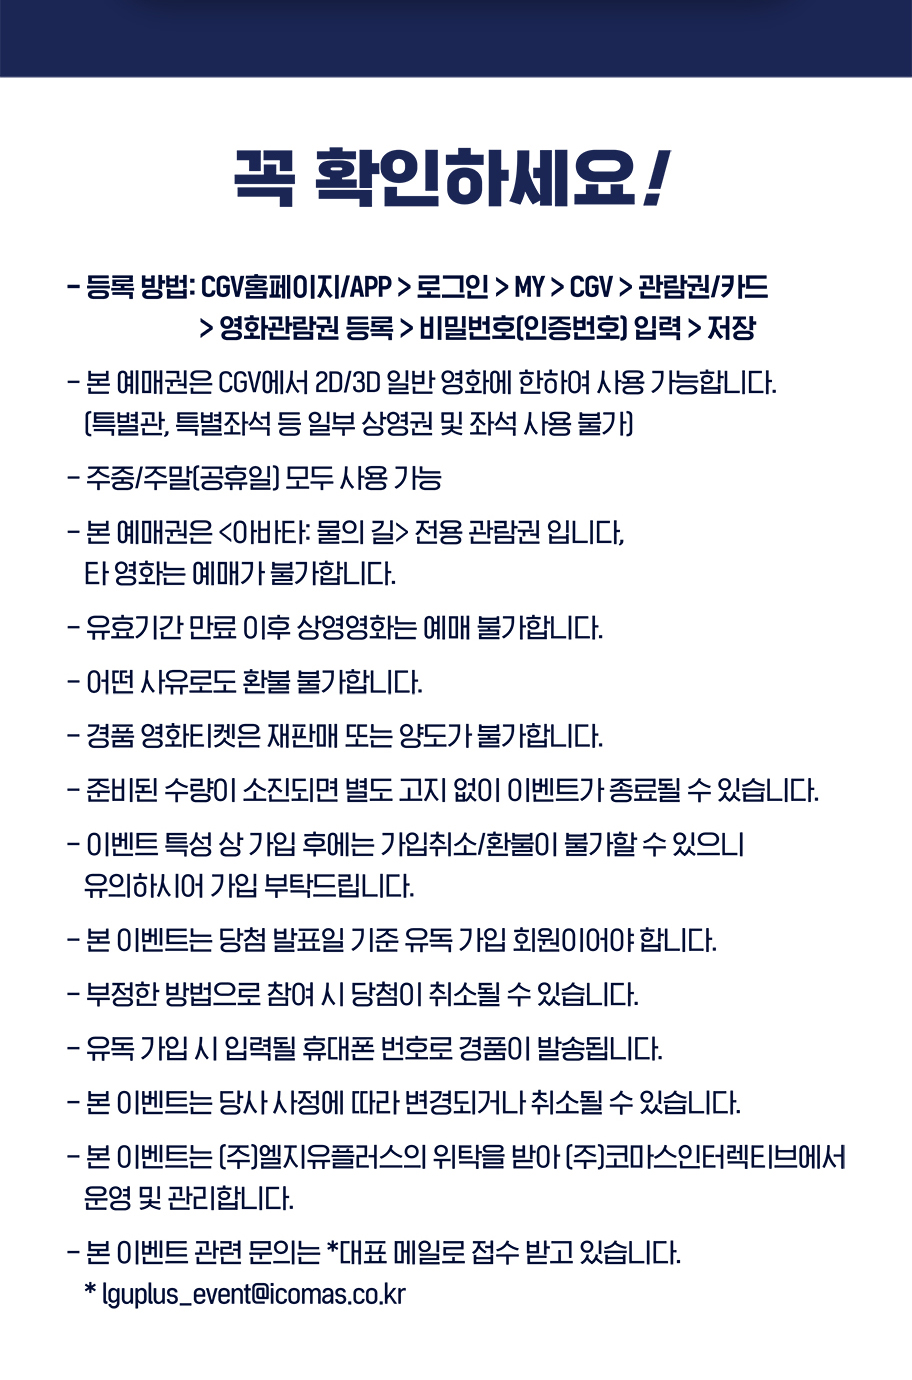 꼭 확인하세요!
- 등록 방법: CGV홈페이지/APP > 로그인 > MY > CGV > 관람권/카드
> 영화관람권 등록 > 비밀번호(인증번호) 입력 > 저장
- 본 예매권은 CGV에서 2D/3D 일반 영화에 한하여 사용 가능합니다.
(특별관, 특별좌석 등 일부 상영권 및 좌석 사용 불가)
- 주중/주말(공휴일) 모두 사용 가능
- 본 예매권은 <아바타: 물의 길> 전용 관람권 입니다,
타 영화는 예매가 불가합니다.
- 유효기간 만료 이후 상영영화는 예매 불가합니다.
- 어떤 사유로도 환불 불가합니다.
- 경품 영화티켓은 재판매 또는 양도가 불가합니다.
- 준비된 수량이 소진되면 별도 고지 없이 이벤트가 종료될 수 있습니다.
- 이벤트 특성 상 가입 후에는 가입취소/환불이 불가할 수 있으니
유의하시어 가입 부탁드립니다.
- 본 이벤트는 당첨 발표일 기준 유독 가입 회원이어야 합니다.
- 부정한 방법으로 참여 시 당첨이 취소될 수 있습니다.
- 유독 가입 시 입력될 휴대폰 번호로 경품이 발송됩니다.
- 본 이벤트는 당사 사정에 따라 변경되거나 취소될 수 있습니다.
- 본 이벤트는 (주)엘지유플러스의 위탁을 받아 (주)코마스인터렉티브에서
운영 및 관리합니다.
- 본 이벤트 관련 문의는 *대표 메일로 접수 받고 있습니다.
* lguplus_event@icomas.co.kr